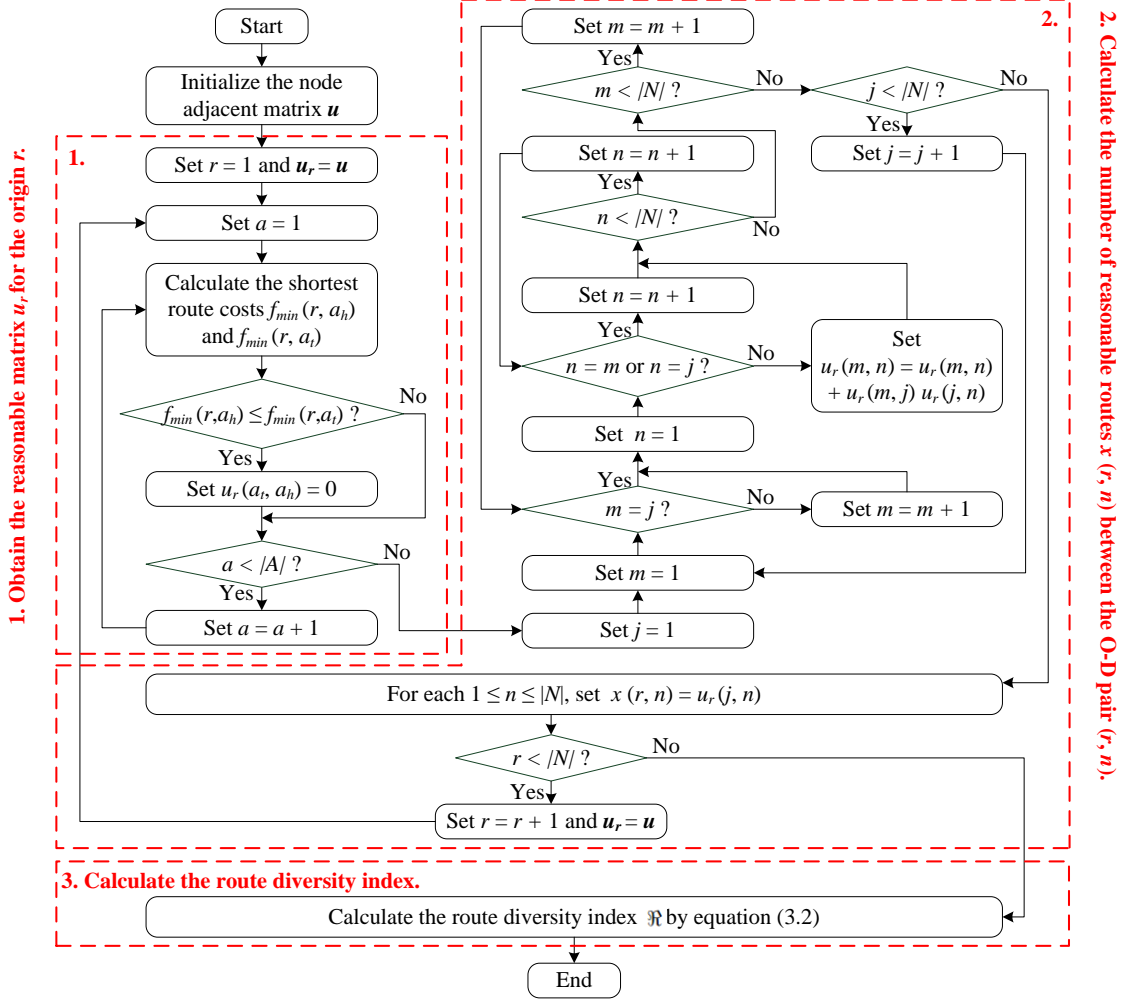 Start
Initialize the node
adjacent matrix u
1.
Set r = 1 and u_r = u
Set a = 1
Calculate the shortest
route costs f_min (r, a_h)
and f_min (r, a_t)
f_min (r,a_h) ≤ f_min (r,a_t) ?
No
Yes
Set u_r (a_t, a_h) = 0
a < |A| ?
No
Yes
Set a = a + 1
1. Obtain the reasonable matrix u_r for the origin r.
2.
Set m = m + 1
Yes
m < |N| ?
No
j < |N| ?
No
Yes
Set j = j + 1
Set n = n + 1
Yes
n < |N| ?
No
Set n = n + 1
Yes
n = m or n = j ?
No
Set
u_r (m, n) = u_r (m, n)
+ u_r (m, j) u_r (j, n)
Set n = 1
Yes
m = j ?
No
Set m = m + 1
Set m = 1
Set j = 1
2. Calculate the number of reasonable routes x (r, n) between the O-D pair (r, n).
For each 1 ≤ n ≤ |N|, set x (r, n) = u_r (j, n)
r < |N| ?
No
Yes
Set r = r + 1 and u_r = u
3. Calculate the route diversity index.
Calculate the route diversity index ℜ by equation (3.2)
End